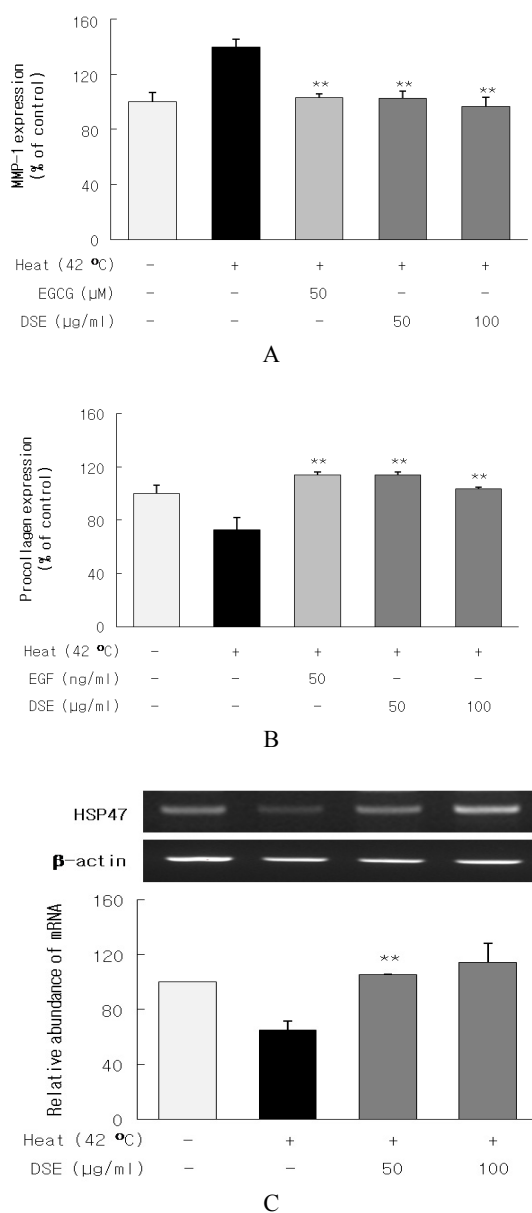 MMP-1 expression
(% of control)
160
120
80
40
0
** ** **
Heat (42 ºC) − + + + +
EGCG (μM) − − 50 − −
DSE (μg/ml) − − − 50 100
A
Procollagen expression
(% of control)
160
120
80
40
0
** ** **
Heat (42 ºC) − + + + +
EGF (ng/ml) − − 50 − −
DSE (μg/ml) − − − 50 100
B
HSP47
β-actin
Relative abundance of mRNA
160
120
80
40
0
**
Heat (42 ºC) − + + +
DSE (μg/ml) − − 50 100
C